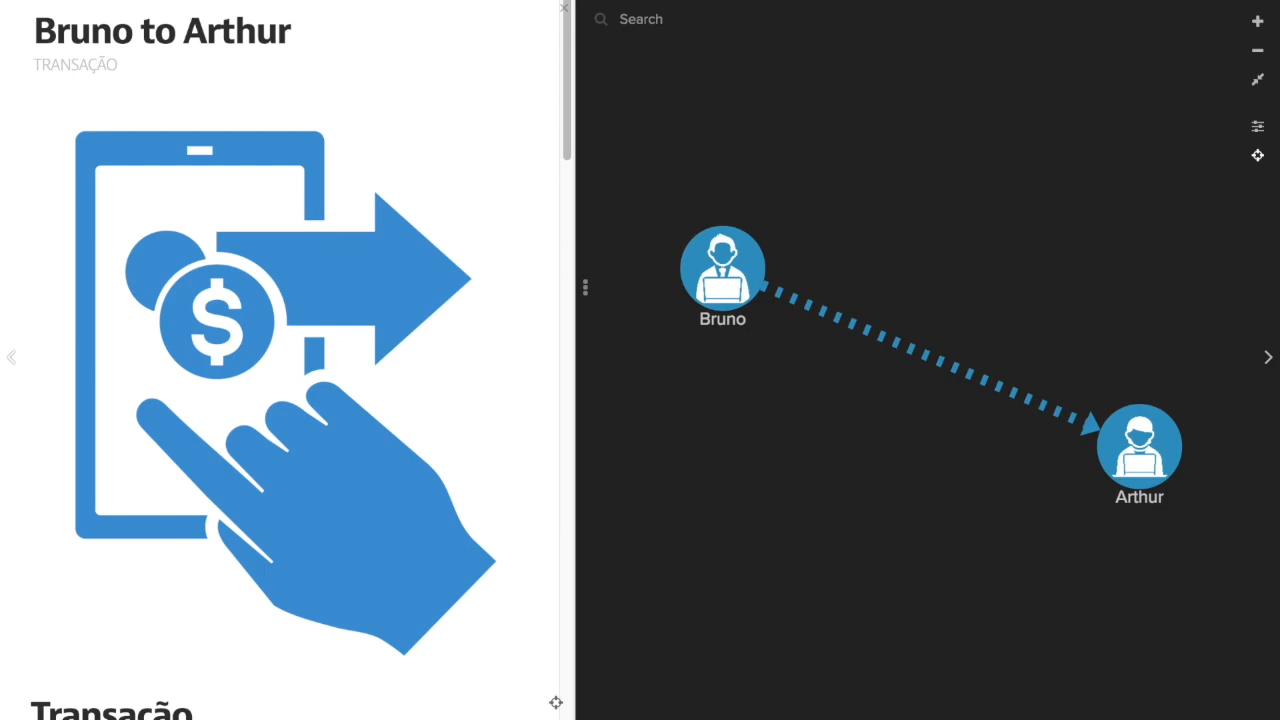 Bruno to Arthur
TRANSAÇÃO
$
Transação
Search
Bruno
Arthur